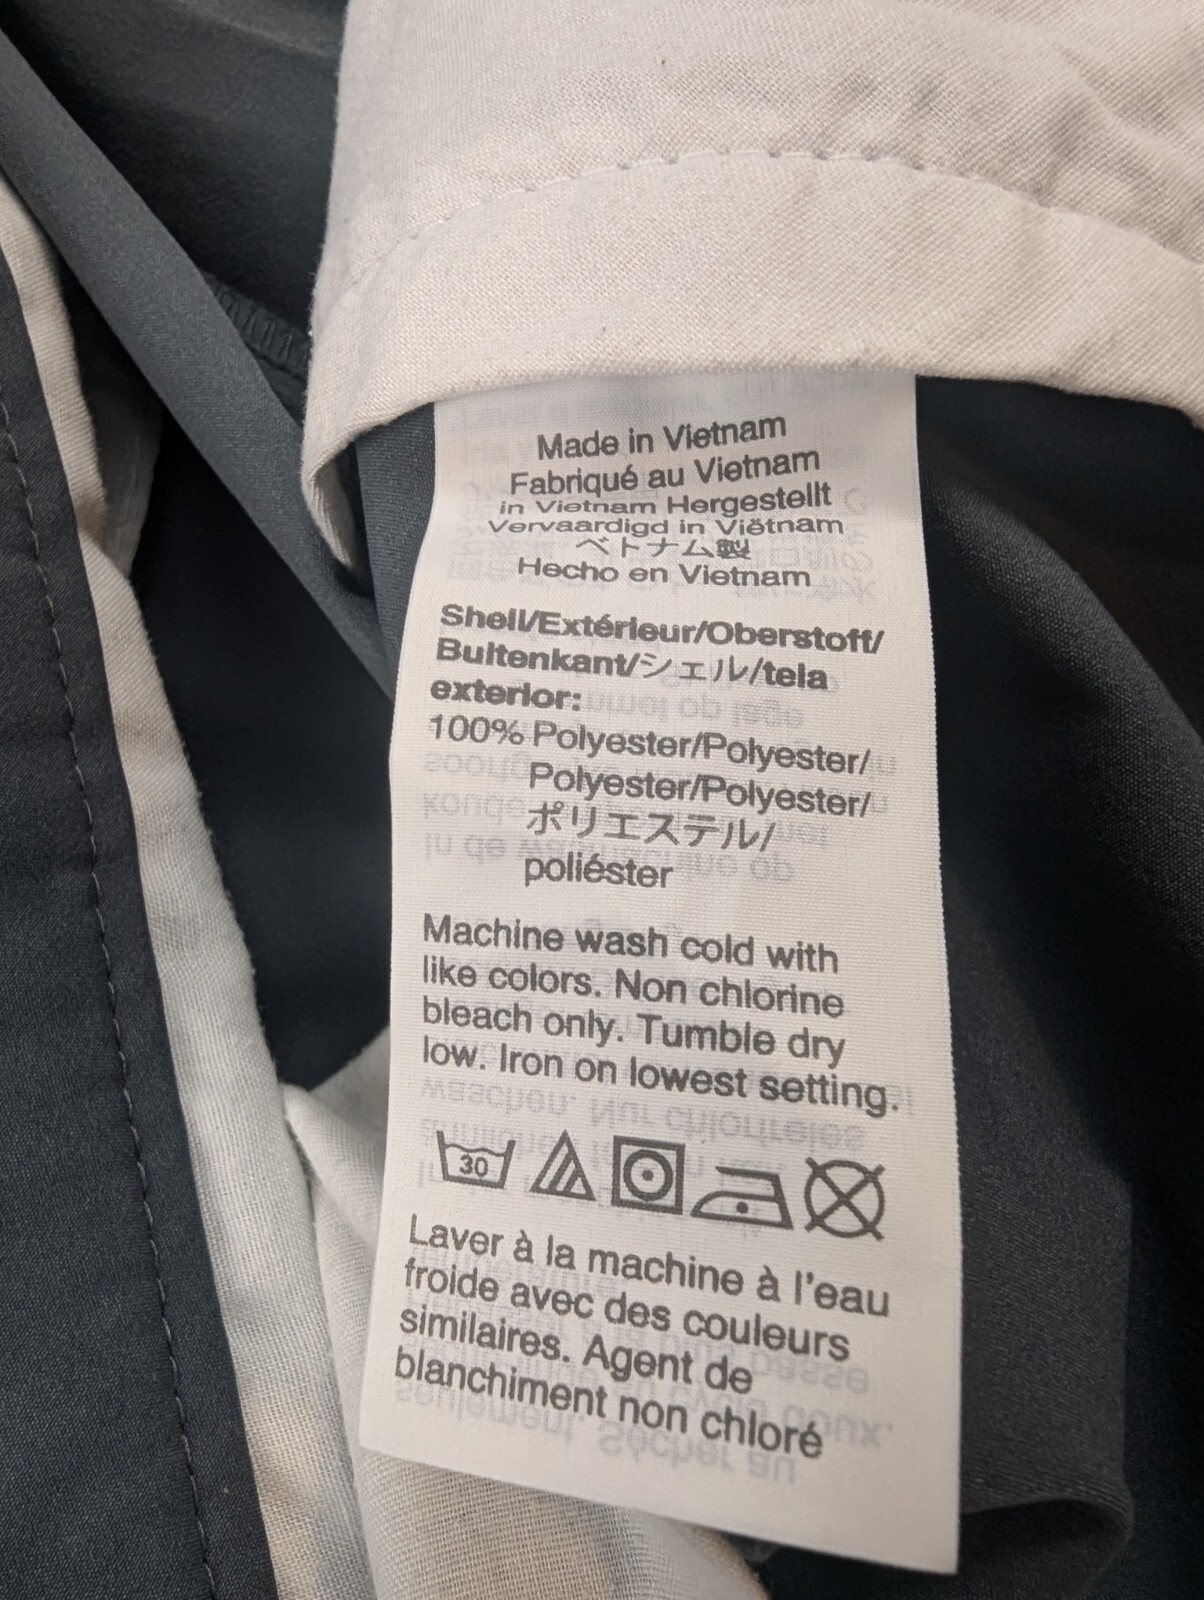 Made in Vietnam
Fabriqué au Vietnam
in Vietnam Hergestellt
Vervaardigd in Viëtnam
ベトナム製
Hecho en Vietnam
Shell/Extérieur/Oberstoff/
Buitenkant/シェル/tela
exterior:
100% Polyester/Polyester/
Polyester/Polyester/
ポリエステル/
poliéster
Machine wash cold with
like colors. Non chlorine
bleach only. Tumble dry
low. Iron on lowest setting.
30
Laver à la machine à l'eau
froide avec des couleurs
similaires. Agent de
blanchiment non chloré